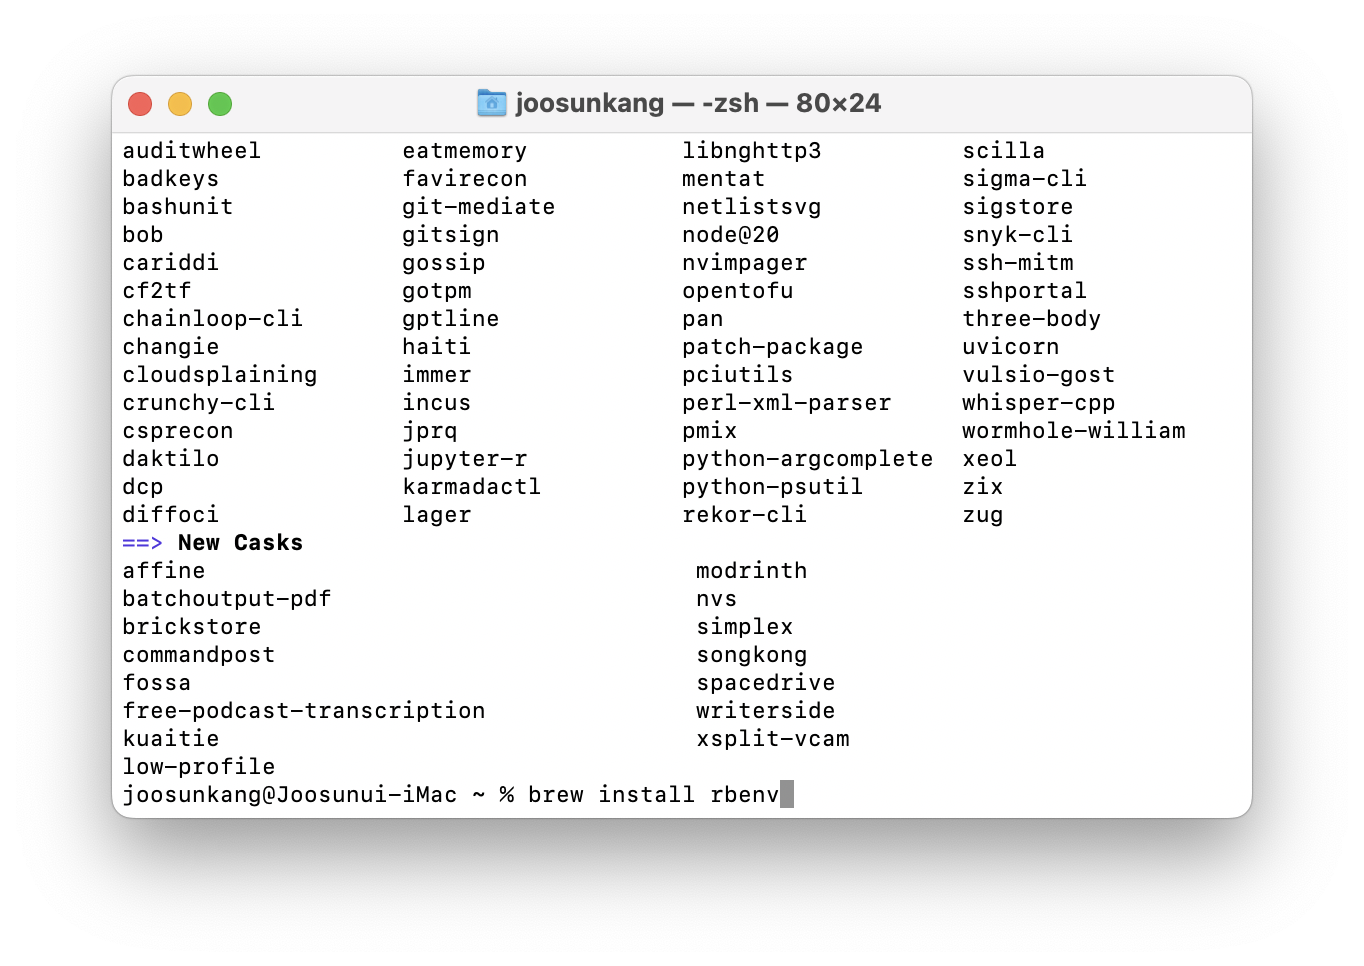 joosunkang — -zsh — 80×24
auditwheel eatmemory libnghttp3 scilla
badkeys favirecon mentat sigma-cli
bashunit git-mediate netlistsvg sigstore
bob gitsign node@20 snyk-cli
cariddi gossip nvimpager ssh-mitm
cf2tf gotpm opentofu sshportal
chainloop-cli gptline pan three-body
changie haiti patch-package uvicorn
cloudsplaining immer pciutils vulsio-gost
crunchy-cli incus perl-xml-parser whisper-cpp
csprecon jprq pmix wormhole-william
daktilo jupyter-r python-argcomplete xeol
dcp karmadactl python-psutil zix
diffoci lager rekor-cli zug
==> New Casks
affine modrinth
batchoutput-pdf nvs
brickstore simplex
commandpost songkong
fossa spacedrive
free-podcast-transcription writerside
kuaitie xsplit-vcam
low-profile
joosunkang@Joosunui-iMac ~ % brew install rbenv